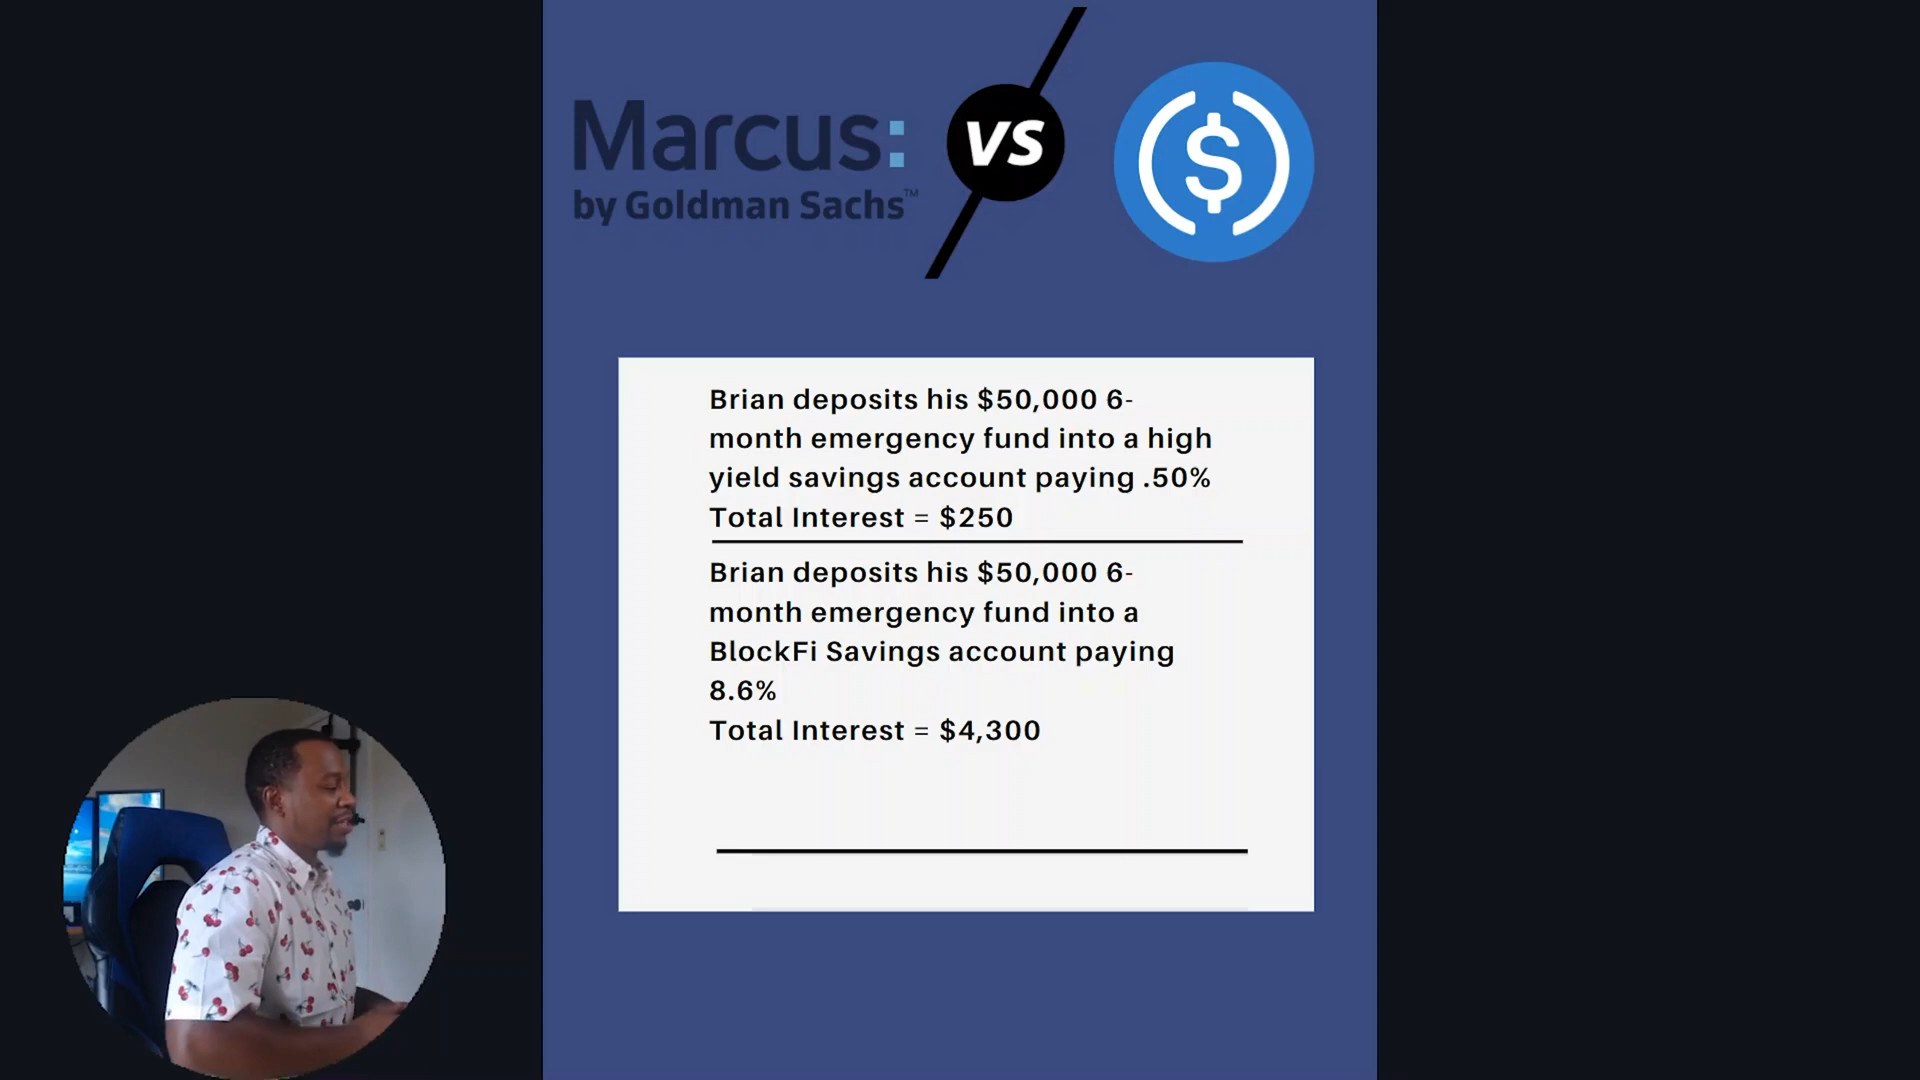 Marcus:
by Goldman Sachs™
VS
$
Brian deposits his $50,000 6-
month emergency fund into a high
yield savings account paying .50%
Total Interest = $250
Brian deposits his $50,000 6-
month emergency fund into a
BlockFi Savings account paying
8.6%
Total Interest = $4,300